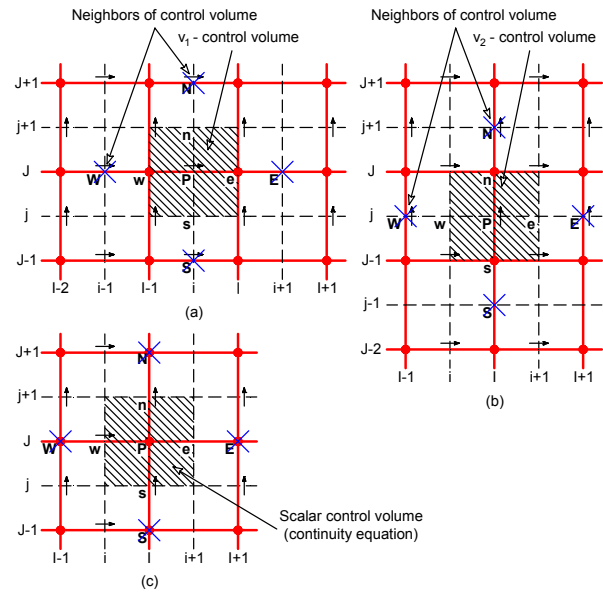 Neighbors of control volume
v1 - control volume
J+1
N
j+1
n
J
W w P e E
j
s
J-1
S
I-2 i-1 I-1 i I i+1 I+1
(a)
Neighbors of control volume
v2 - control volume
J+1
j+1
N
J
n
j
W w P e E
J-1
s
j-1
S
J-2
I-1 i I i+1 I+1
(b)
J+1
N
j+1
n
J
W w P e E
j
s
J-1
S
I-1 i I i+1 I+1
(c)
Scalar control volume
(continuity equation)